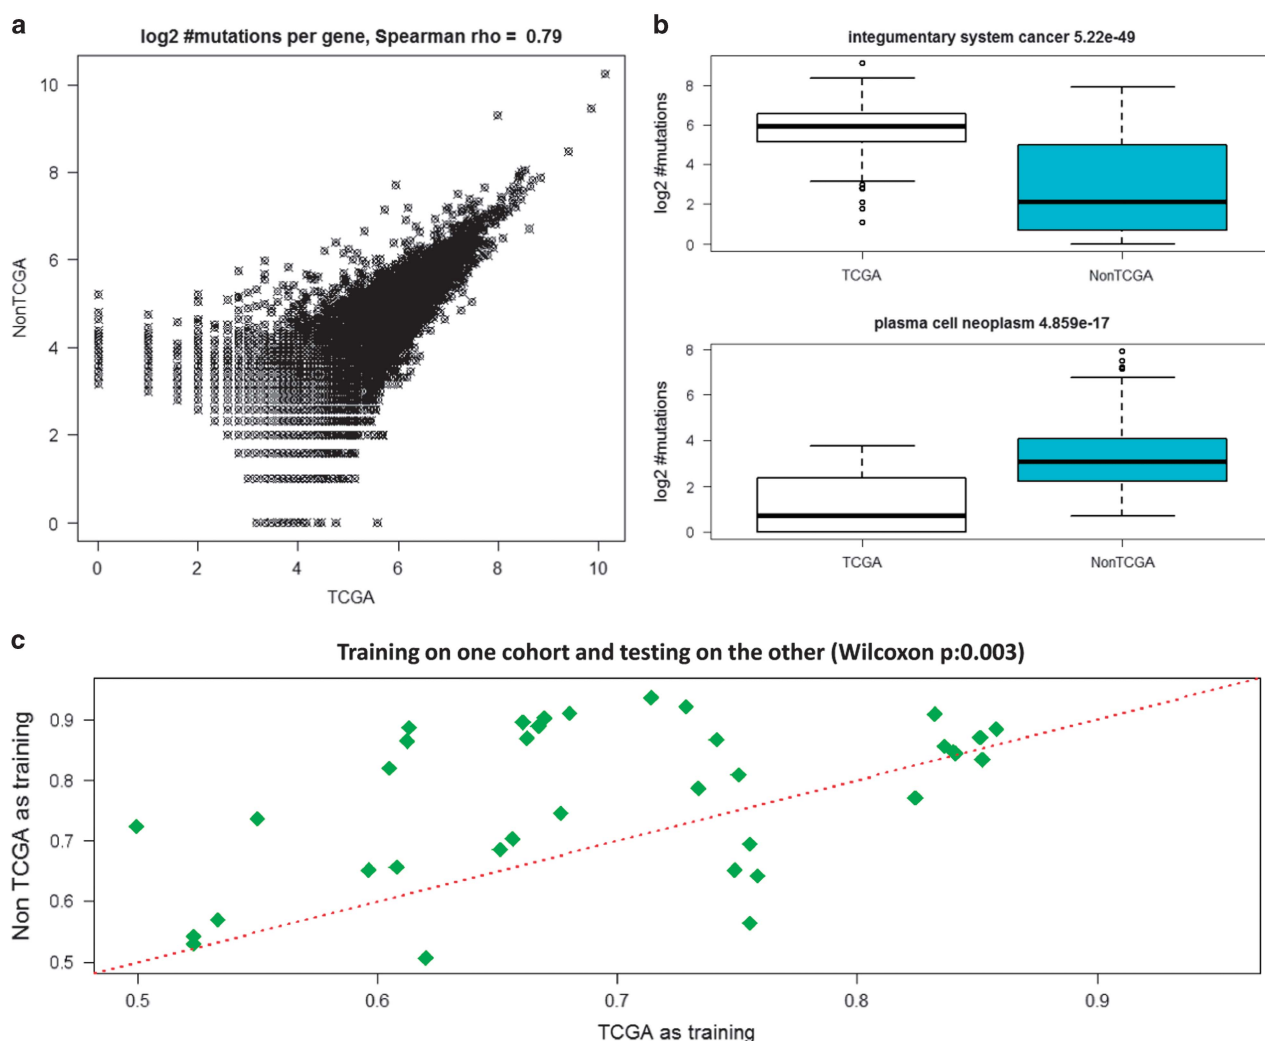 a
log2 #mutations per gene, Spearman rho = 0.79
10
8
6
4
2
0
NonTCGA
0 2 4 6 8 10
TCGA
b
integumentary system cancer 5.22e-49
8
6
4
2
0
log2 #mutations
TCGA NonTCGA
plasma cell neoplasm 4.859e-17
8
6
4
2
0
log2 #mutations
TCGA NonTCGA
c
Training on one cohort and testing on the other (Wilcoxon p:0.003)
0.9
0.8
0.7
0.6
0.5
Non TCGA as training
0.5 0.6 0.7 0.8 0.9
TCGA as training